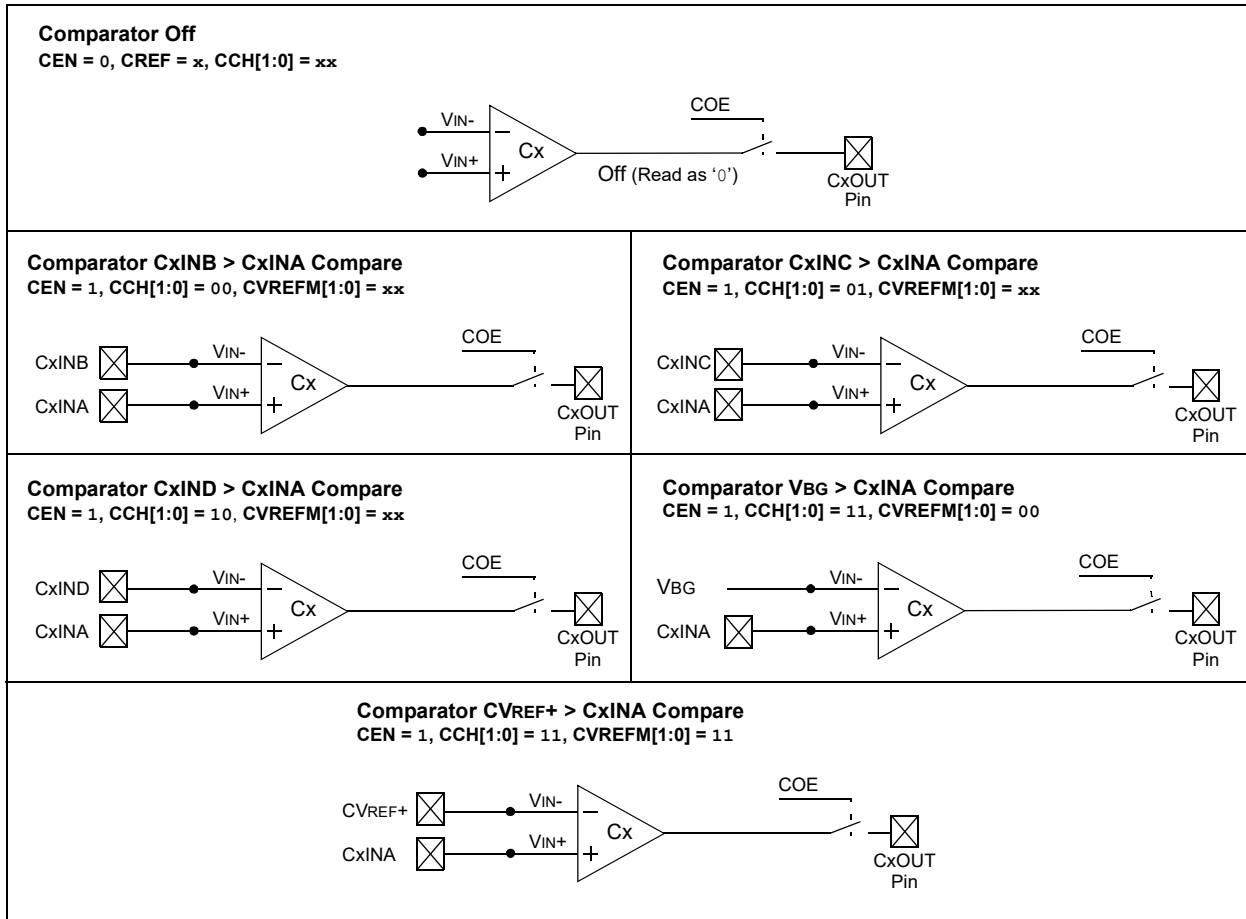 Comparator Off
CEN = 0, CREF = x, CCH[1:0] = xx
COE
VIN-
VIN+
Cx
Off (Read as ‘0’)
CxOUT
Pin
Comparator CxINB > CxINA Compare
CEN = 1, CCH[1:0] = 00, CVREFM[1:0] = xx
COE
CxINB
VIN-
Cx
CxINA
VIN+
CxOUT
Pin
Comparator CxINC > CxINA Compare
CEN = 1, CCH[1:0] = 01, CVREFM[1:0] = xx
COE
CxINC
VIN-
Cx
CxINA
VIN+
CxOUT
Pin
Comparator CxIND > CxINA Compare
CEN = 1, CCH[1:0] = 10, CVREFM[1:0] = xx
COE
CxIND
VIN-
Cx
CxINA
VIN+
CxOUT
Pin
Comparator VBG > CxINA Compare
CEN = 1, CCH[1:0] = 11, CVREFM[1:0] = 00
COE
VBG
VIN-
Cx
CxINA
VIN+
CxOUT
Pin
Comparator CVREF+ > CxINA Compare
CEN = 1, CCH[1:0] = 11, CVREFM[1:0] = 11
COE
CVREF+
VIN-
Cx
CxINA
VIN+
CxOUT
Pin